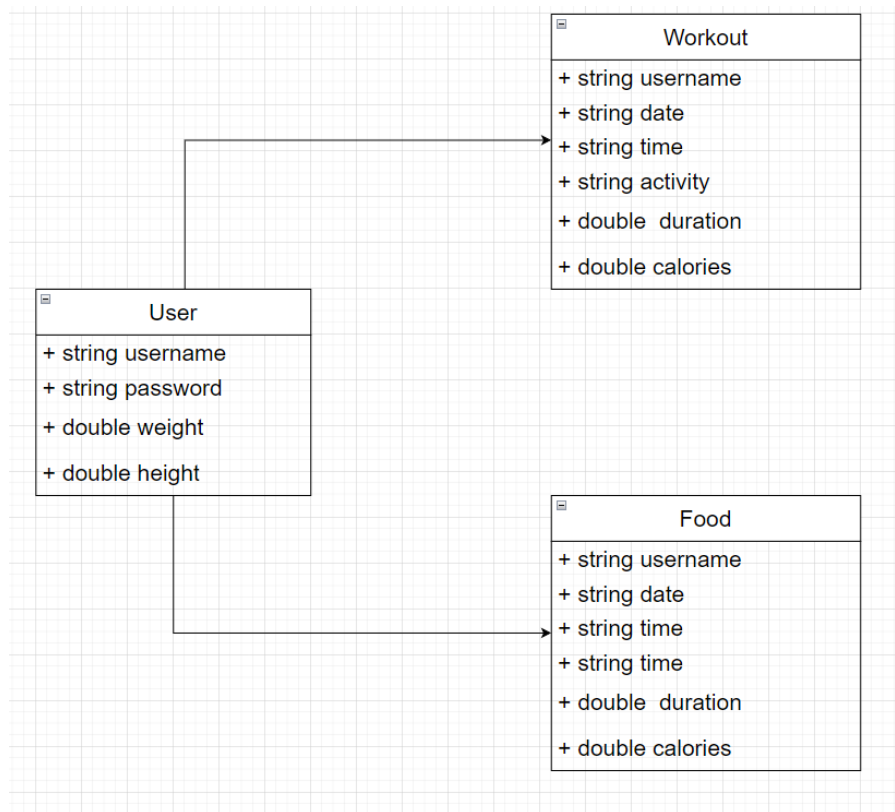 Workout
+ string username
+ string date
+ string time
+ string activity
+ double  duration
+ double calories
User
+ string username
+ string password
+ double weight
+ double height
Food
+ string username
+ string date
+ string time
+ string time
+ double  duration
+ double calories